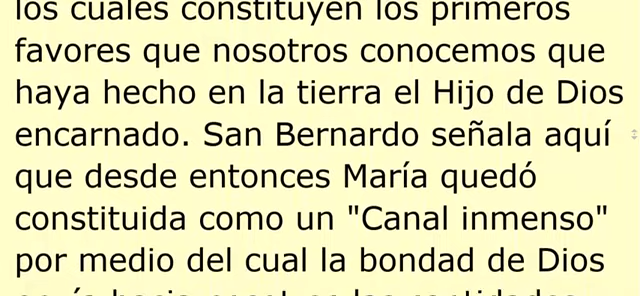 los cuales constituyen los primeros
favores que nosotros conocemos que
haya hecho en la tierra el Hijo de Dios
encarnado. San Bernardo señala aquí
que desde entonces María quedó
constituida como un "Canal inmenso"
por medio del cual la bondad de Dios